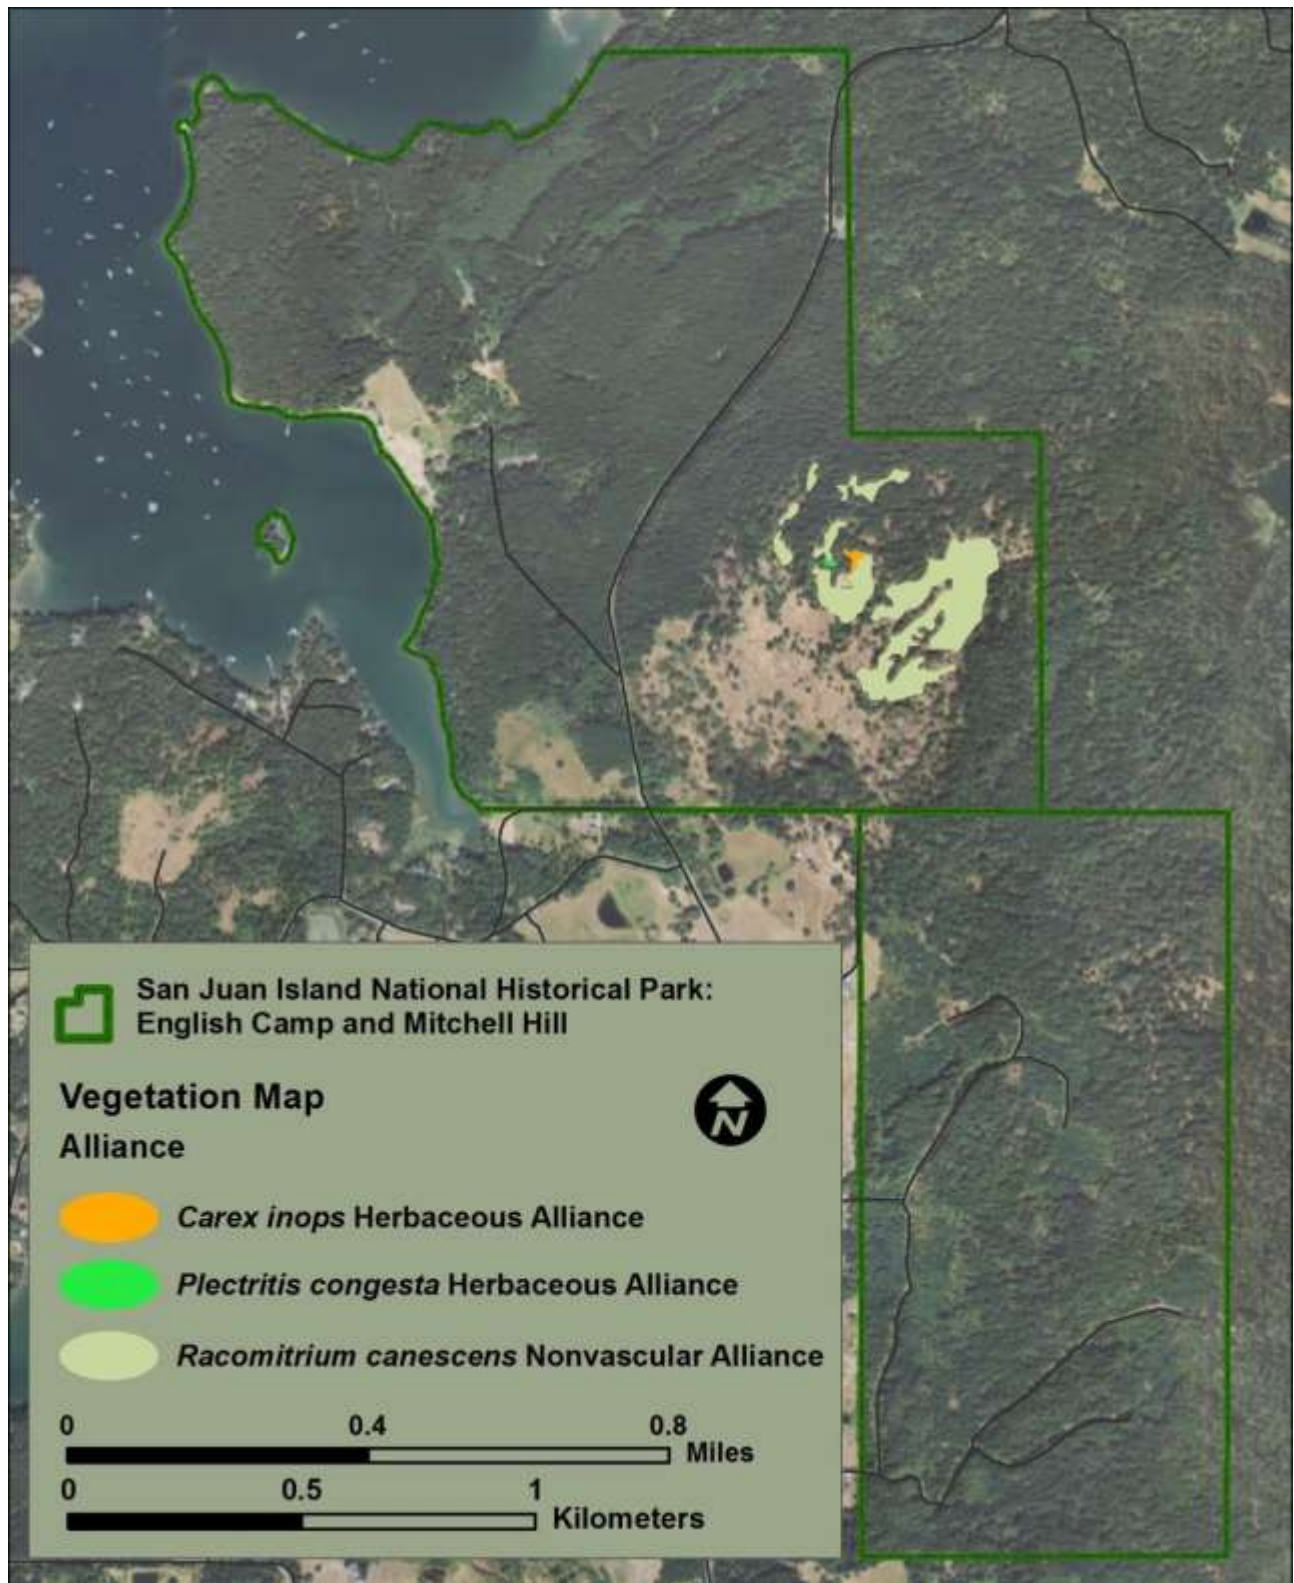 San Juan Island National Historical Park:
English Camp and Mitchell Hill
Vegetation Map
N
Alliance
Carex inops Herbaceous Alliance
Plectritis congesta Herbaceous Alliance
Racomitrium canescens Nonvascular Alliance
0 0.4 0.8
Miles
0 0.5 1
Kilometers